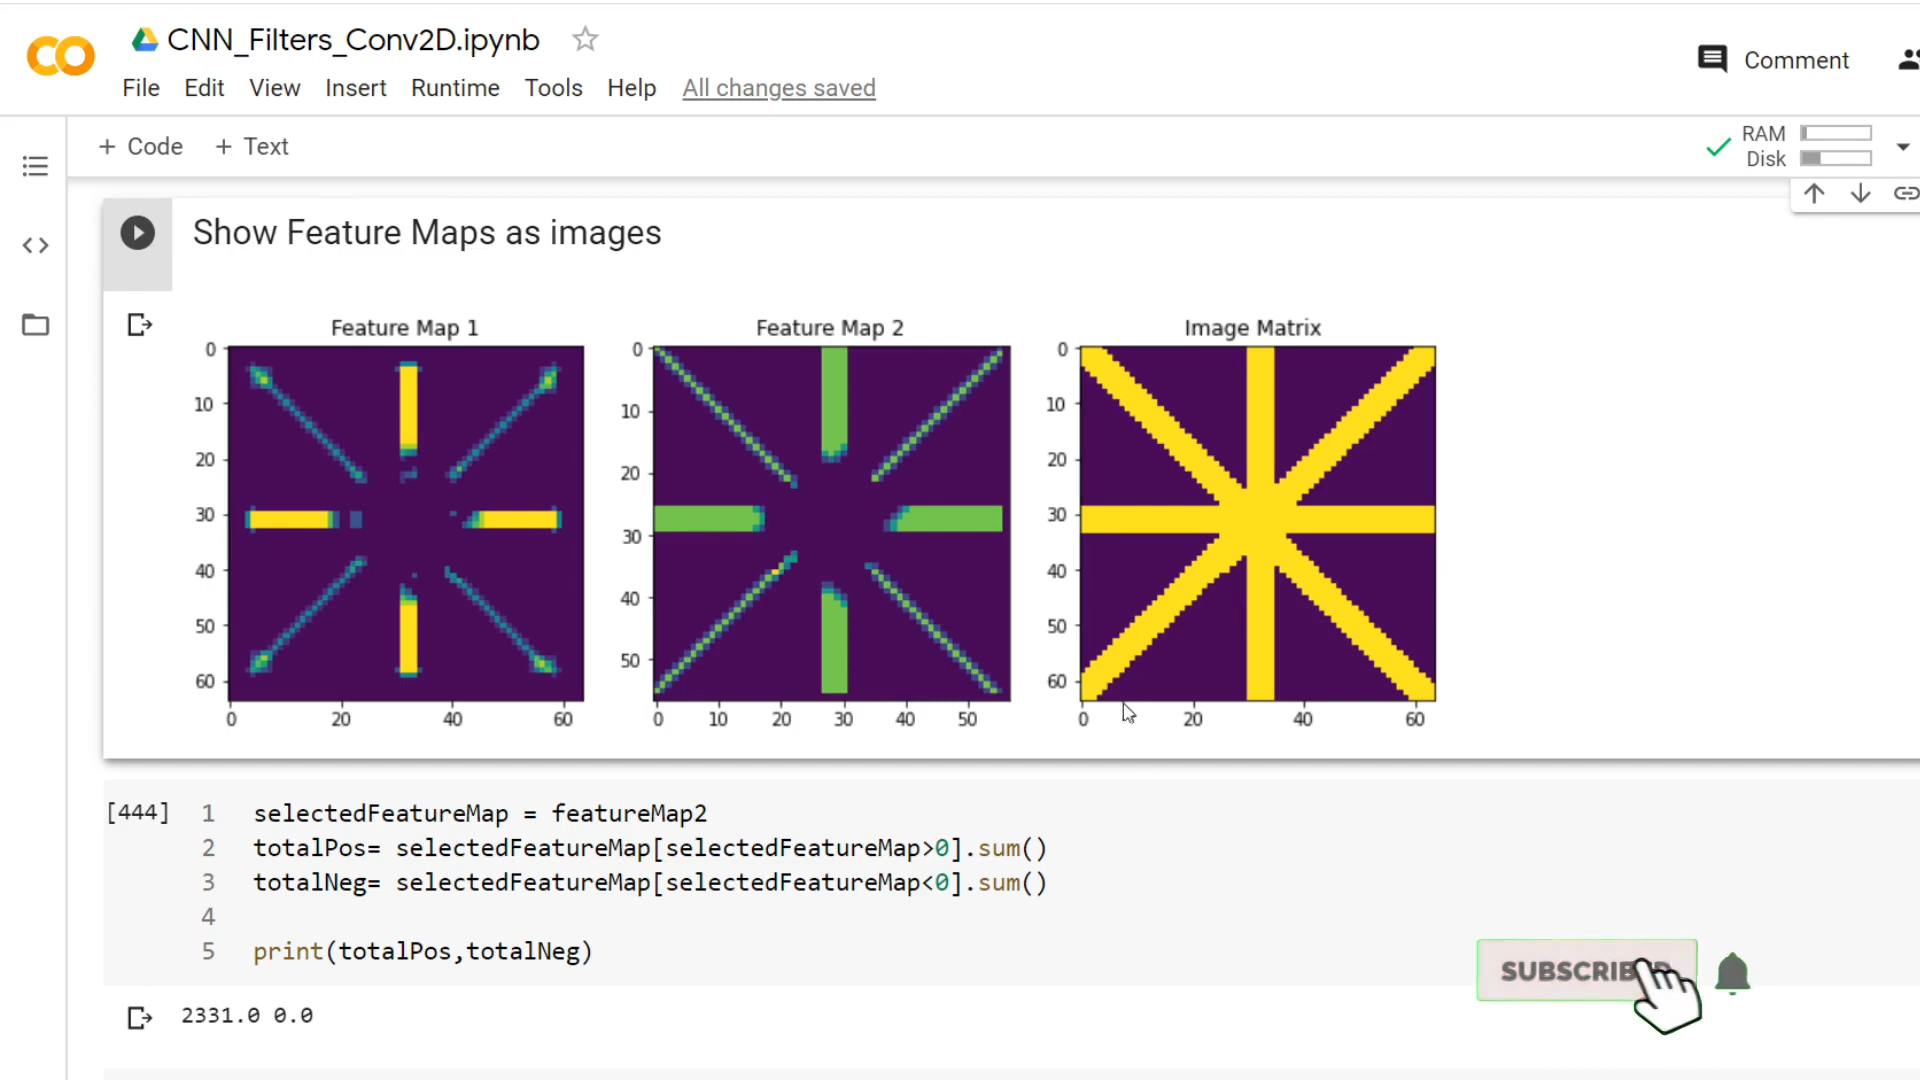 CNN_Filters_Conv2D.ipynb
Comment
File Edit View Insert Runtime Tools Help All changes saved
+ Code + Text
RAM
Disk
Show Feature Maps as images
Feature Map 1
0
10
20
30
40
50
60
0 20 40 60
Feature Map 2
0
10
20
30
40
50
0 10 20 30 40 50
Image Matrix
0
10
20
30
40
50
60
0 20 40 60
[444]
1 selectedFeatureMap = featureMap2
2 totalPos= selectedFeatureMap[selectedFeatureMap>0].sum()
3 totalNeg= selectedFeatureMap[selectedFeatureMap<0].sum()
4
5 print(totalPos,totalNeg)
2331.0 0.0